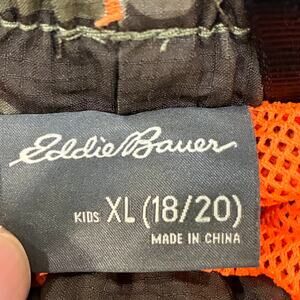 Eddie Bauer
KIDS XL (18/20)
MADE IN CHINA